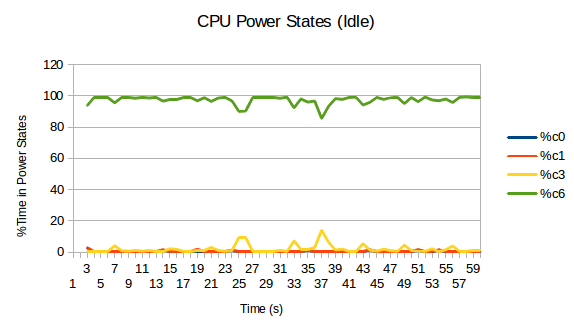 CPU Power States (Idle)
%Time in Power States
120
100
80
60
40
20
0
3 7 11 15 19 23 27 31 35 39 43 47 51 55 59
1 5 9 13 17 21 25 29 33 37 41 45 49 53 57
Time (s)
%c0
%c1
%c3
%c6